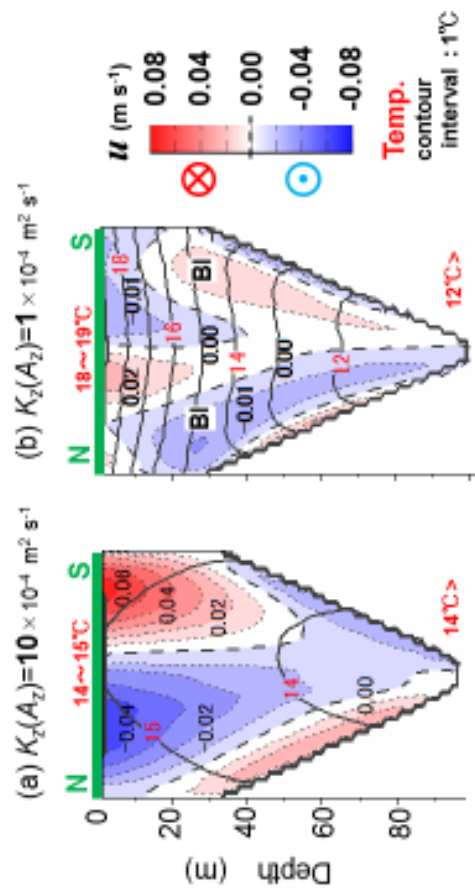 (a) K_z(A_z)=10 × 10⁻⁴ m² s⁻¹
N 14~15℃ S
0
20
40
60
80
Depth (m)
-0.04
15
-0.02
0.06
0.04
0.02
14
0.00
14℃>
(b) K_z(A_z)=1 × 10⁻⁴ m² s⁻¹
N 18~19℃ S
0.02
18
0.01
16
BI
0.00
BI
14
0.01
0.00
12
12℃>
u (m s⁻¹)
0.08
0.04
0.00
-0.04
-0.08
Temp.
contour
interval : 1℃